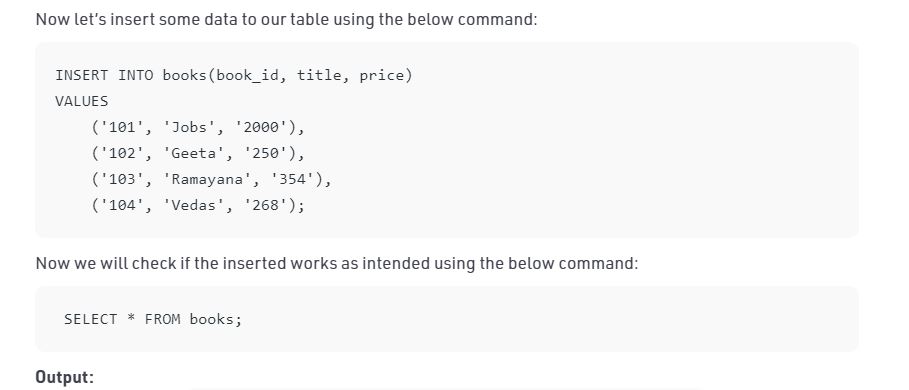 Now let's insert some data to our table using the below command:
INSERT INTO books(book_id, title, price)
VALUES
('101', 'Jobs', '2000'),
('102', 'Geeta', '250'),
('103', 'Ramayana', '354'),
('104', 'Vedas', '268');
Now we will check if the inserted works as intended using the below command:
SELECT * FROM books;
Output: